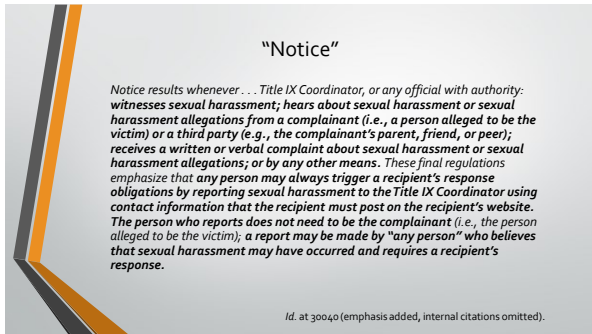 “Notice”
Notice results whenever . . . Title IX Coordinator, or any official with authority:
witnesses sexual harassment; hears about sexual harassment or sexual
harassment allegations from a complainant (i.e., a person alleged to be the
victim) or a third party (e.g., the complainant’s parent, friend, or peer);
receives a written or verbal complaint about sexual harassment or sexual
harassment allegations; or by any other means. These final regulations
emphasize that any person may always trigger a recipient’s response
obligations by reporting sexual harassment to the Title IX Coordinator using
contact information that the recipient must post on the recipient’s website.
The person who reports does not need to be the complainant (i.e., the person
alleged to be the victim); a report may be made by “any person” who believes
that sexual harassment may have occurred and requires a recipient’s
response.
Id. at 30040 (emphasis added, internal citations omitted).